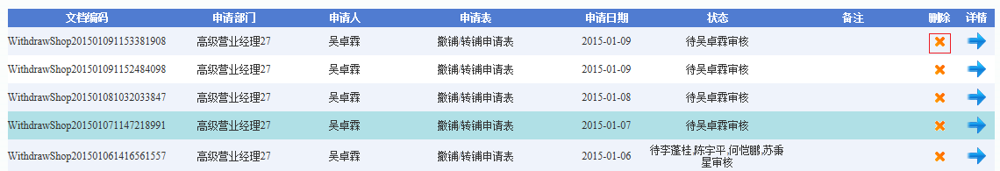 文档编码 申请部门 申请人 申请表 申请日期 状态 备注 删除 详情
WithdrawShop201501091153381908 高级营业经理27 吴卓霖 撤铺/转铺申请表 2015-01-09 待吴卓霖审核
WithdrawShop201501091152484098 高级营业经理27 吴卓霖 撤铺/转铺申请表 2015-01-09 待吴卓霖审核
WithdrawShop201501081032033847 高级营业经理27 吴卓霖 撤铺/转铺申请表 2015-01-08 待吴卓霖审核
WithdrawShop201501071147218991 高级营业经理27 吴卓霖 撤铺/转铺申请表 2015-01-07 待吴卓霖审核
WithdrawShop201501061416561557 高级营业经理27 吴卓霖 撤铺/转铺申请表 2015-01-06 待李蓬桂,陈宇平,何恺鹏,苏秉
星审核